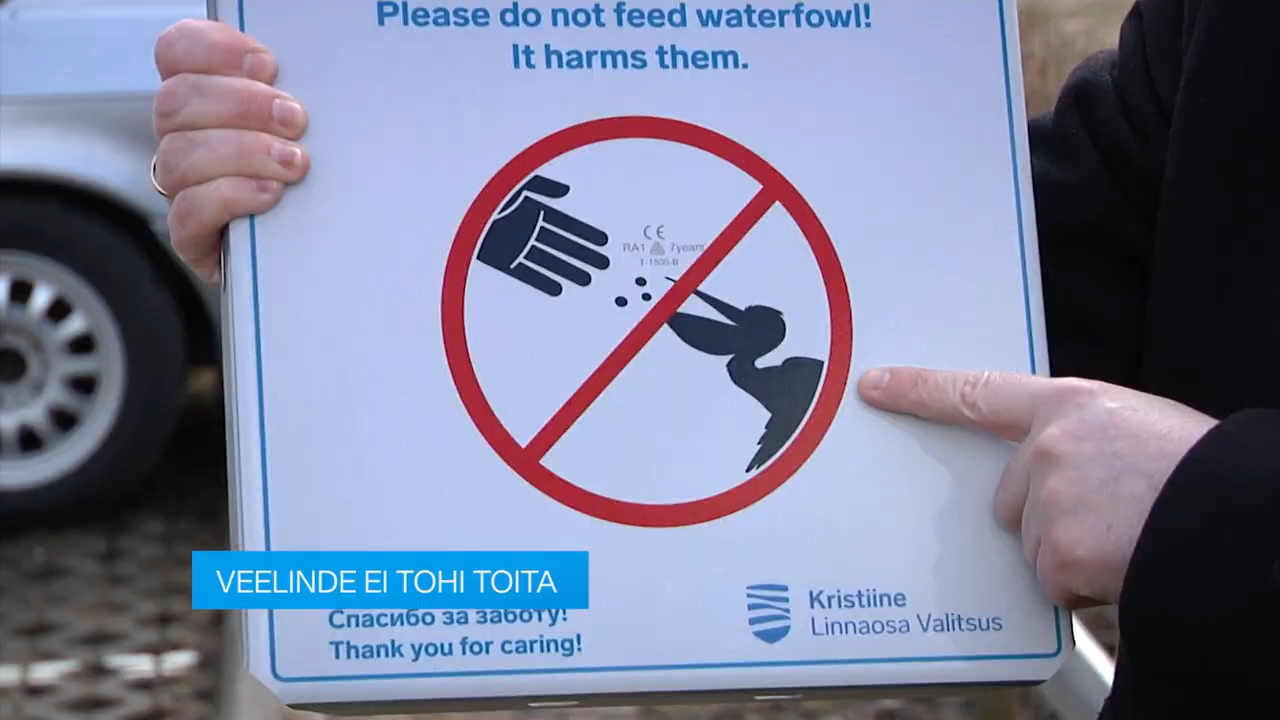 Please do not feed waterfowl!
It harms them.
CE
RA1 7years
T-1500-B
VEELINDE EI TOHI TOITA
Спасибо за заботу!
Thank you for caring!
Kristiine
Linnaosa Valitsus